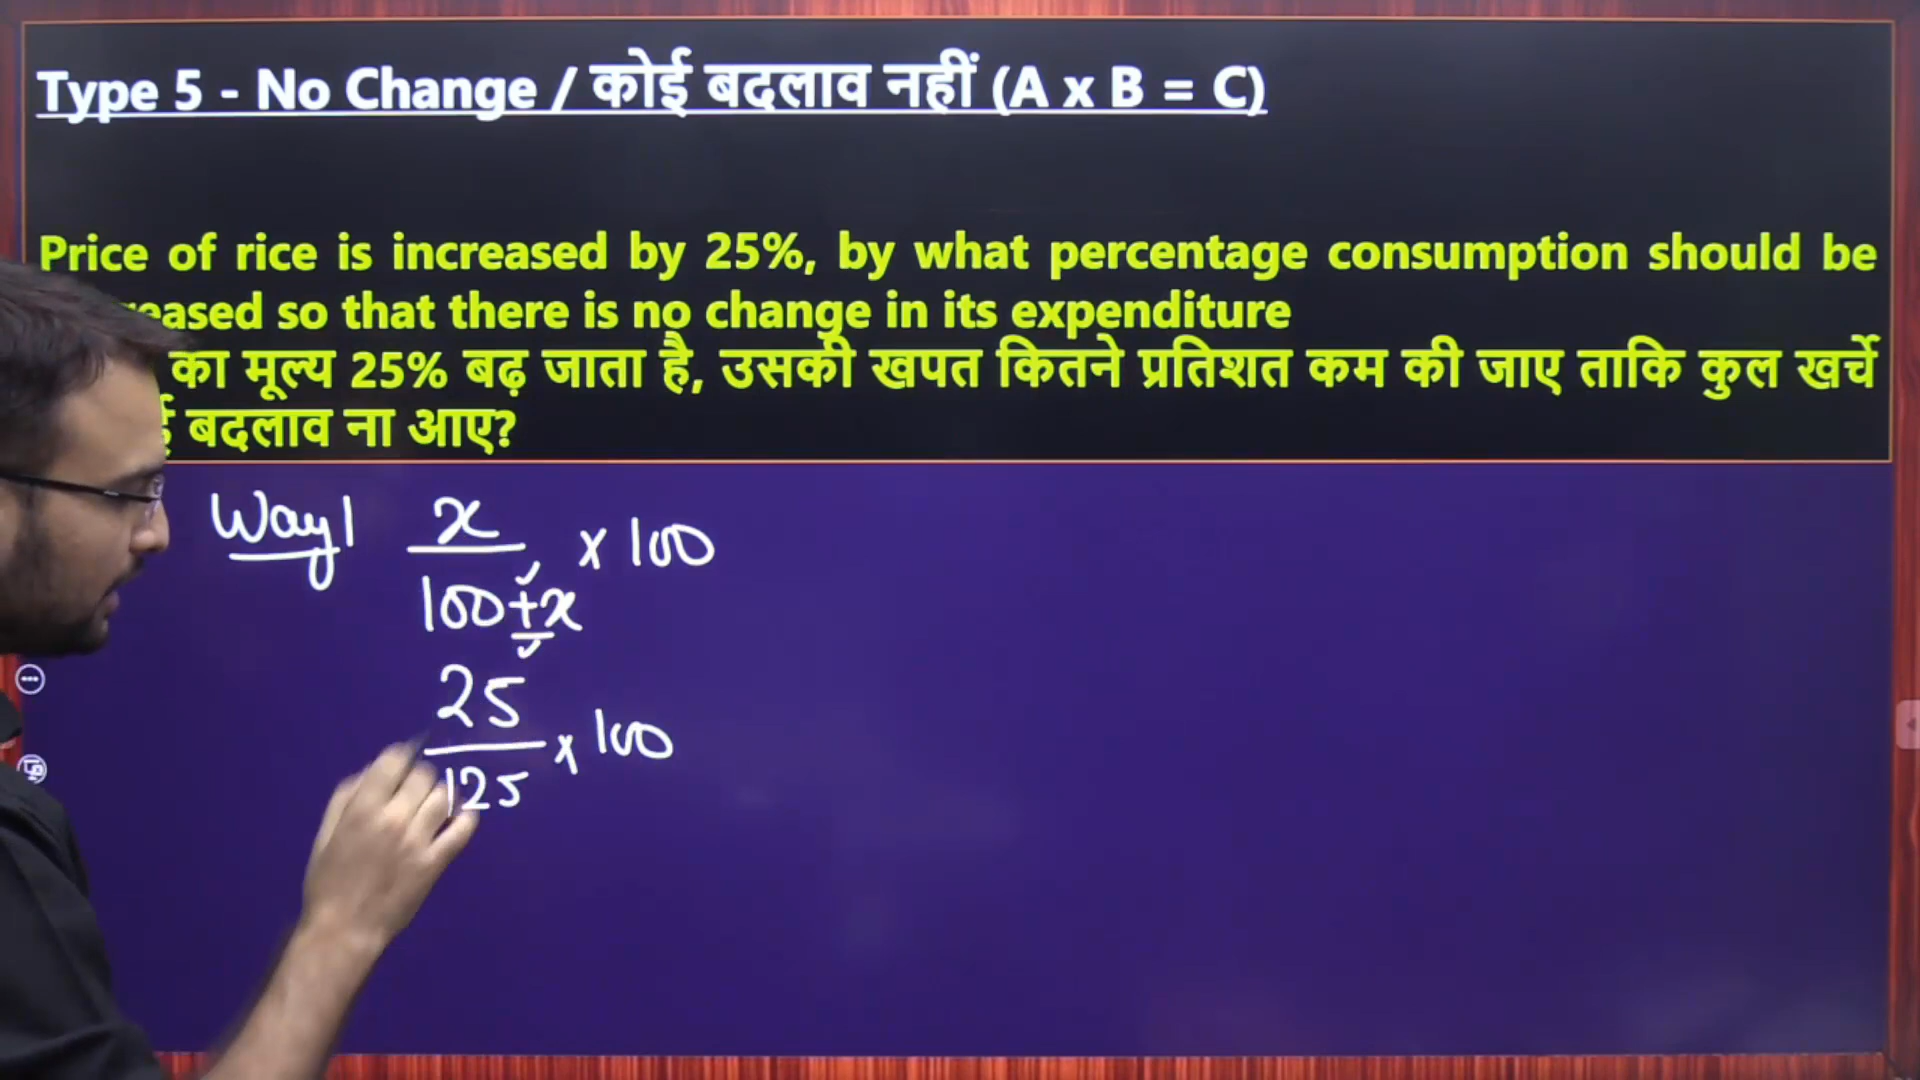 Type 5 - No Change / कोई बदलाव नहीं (A x B = C)
Price of rice is increased by 25%, by what percentage consumption should be
so that there is no change in its expenditure
का मूल्य 25% बढ़ जाता है, उसकी खपत कितने प्रतिशत कम की जाए ताकि कुल खर्चे
बदलाव ना आए?
Way 1 x / 100+x × 100
25 / 125 × 100